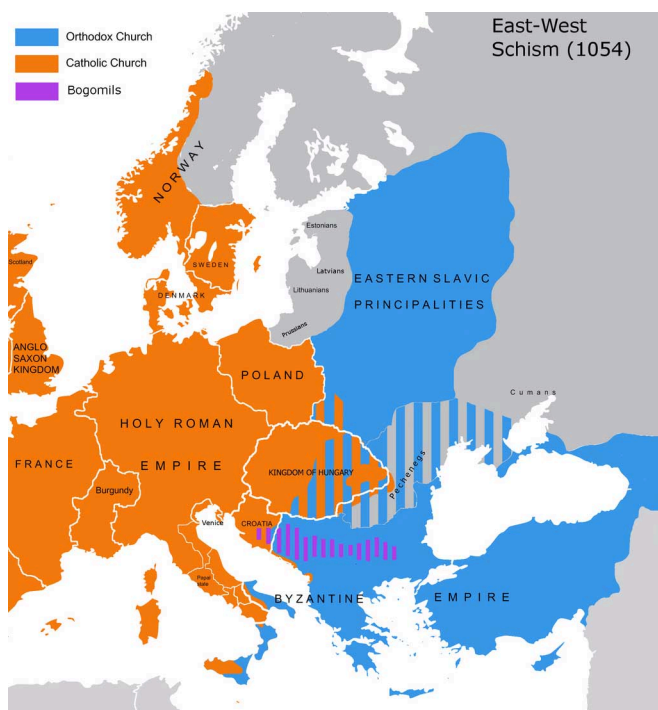 East-West
Schism (1054)
Orthodox Church
Catholic Church
Bogomils
NORWAY
Estonians
Scotland
SWEDEN
Latvians
EASTERN SLAVIC
Lithuanians
DENMARK
PRINCIPALITIES
Prussians
ANGLO
SAXON
KINGDOM
POLAND
Cumans
HOLY ROMAN
FRANCE
EMPIRE
KINGDOM OF HUNGARY
Pechenegs
Burgundy
Venice
CROATIA
Papal
state
BYZANTINE
EMPIRE